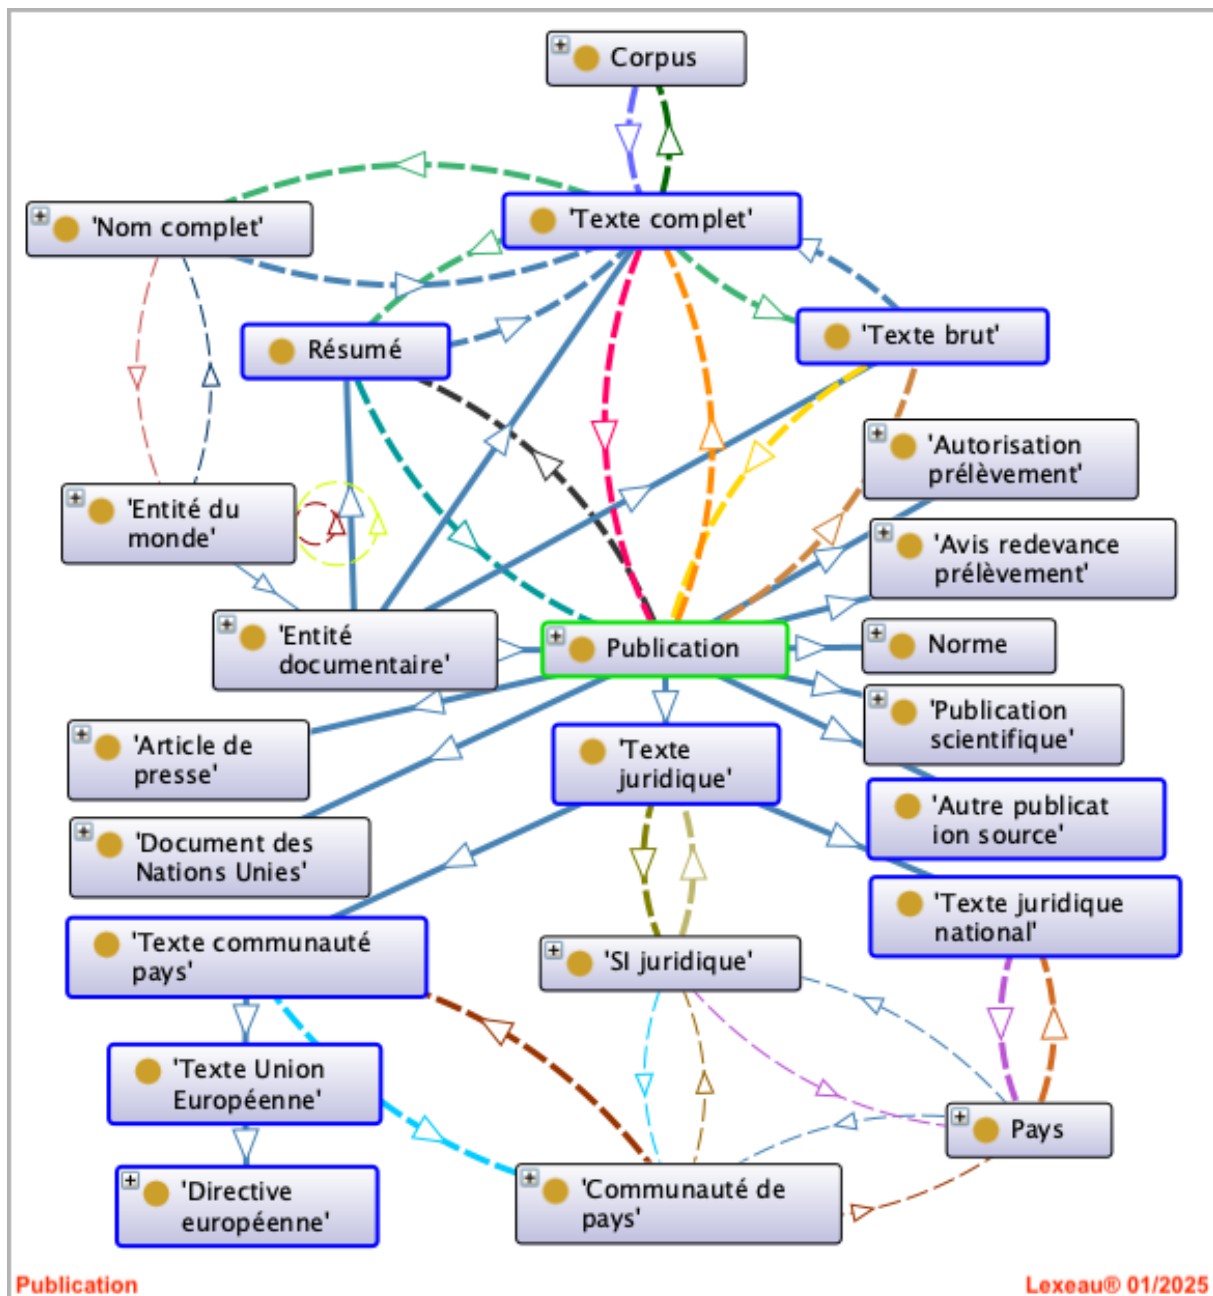 Corpus
'Nom complet'
'Texte complet'
Résumé
'Texte brut'
'Autorisation
prélèvement'
'Entité du
monde'
'Avis redevance
prélèvement'
'Entité
documentaire'
Publication
Norme
'Publication
scientifique'
'Article de
presse'
'Texte
juridique'
'Autre publicat
ion source'
'Document des
Nations Unies'
'Texte juridique
national'
'Texte communauté
pays'
'SI juridique'
'Texte Union
Européenne'
Pays
'Directive
européenne'
'Communauté de
pays'
Publication
Lexeau® 01/2025